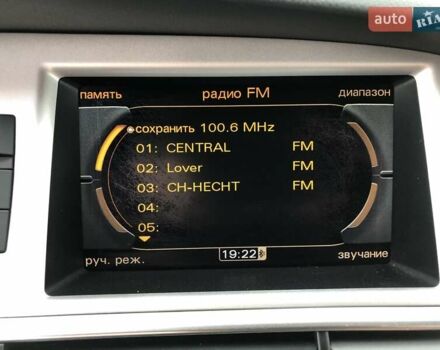 auto RIA
память радио FM диапазон
сохранить 100.6 MHz
01: CENTRAL FM
02: Lover FM
03: CH-HECHT FM
04:
05:
руч. реж. 19:22 звучание